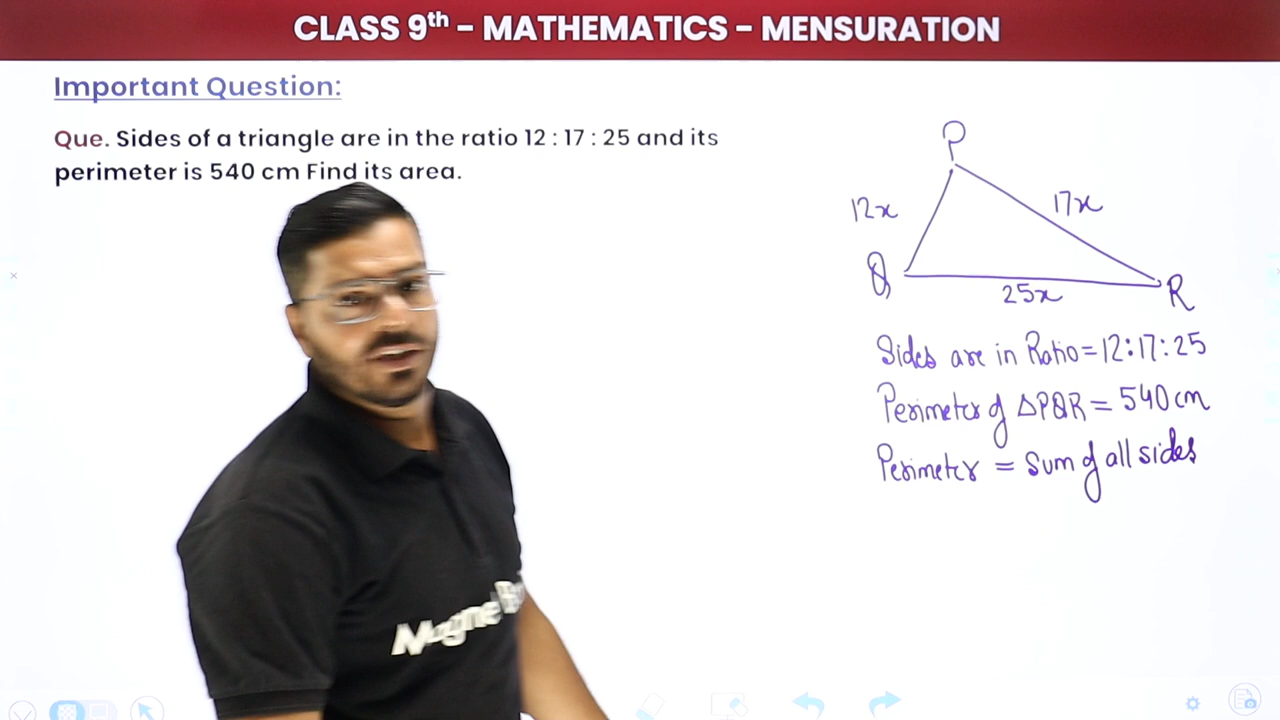 CLASS 9th – MATHEMATICS – MENSURATION
Important Question:
Que. Sides of a triangle are in the ratio 12 : 17 : 25 and its
perimeter is 540 cm Find its area.
P
12x
17x
Q
25x
R
Sides are in Ratio = 12:17:25
Perimeter of △PQR = 540 cm
Perimeter = Sum of all sides